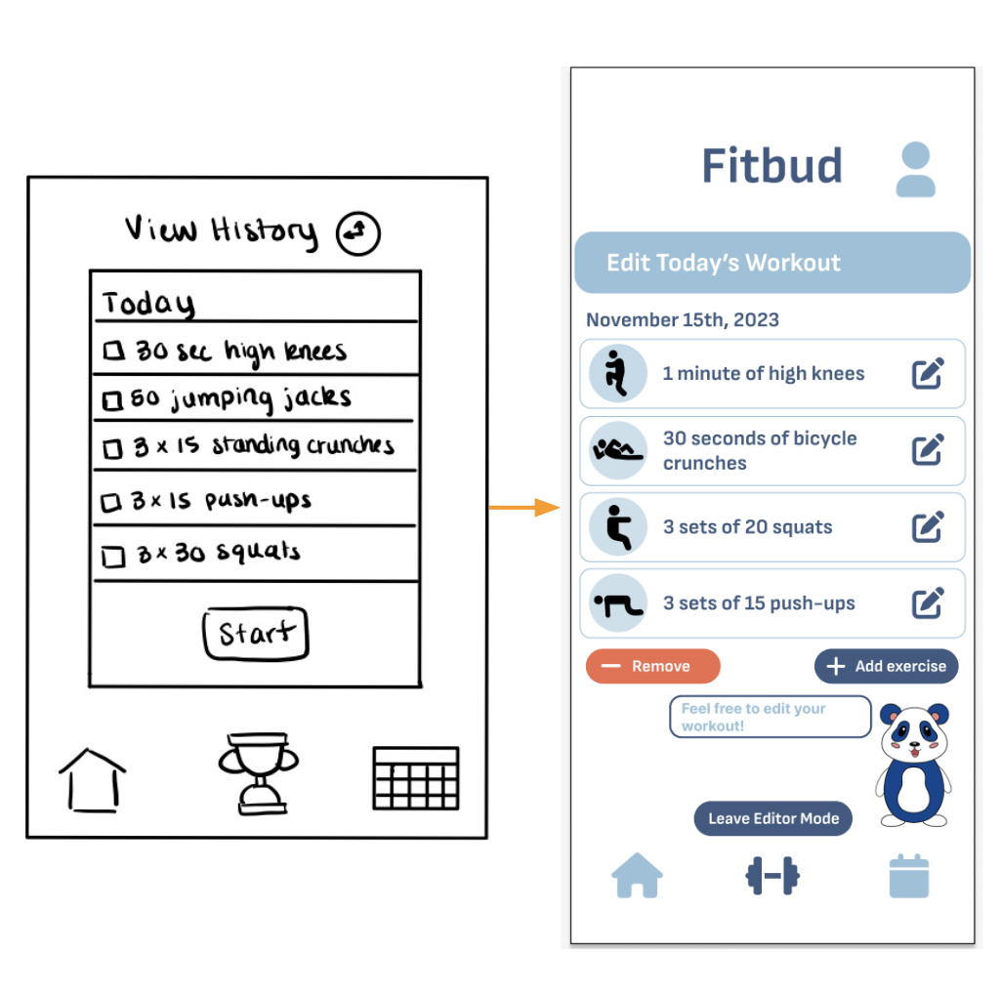 View History
Today
30 sec high knees
50 jumping jacks
3 x 15 standing crunches
3 x 15 push-ups
3 x 30 squats
Start
Fitbud
Edit Today's Workout
November 15th, 2023
1 minute of high knees
30 seconds of bicycle
crunches
3 sets of 20 squats
3 sets of 15 push-ups
Remove
Add exercise
Feel free to edit your
workout!
Leave Editor Mode